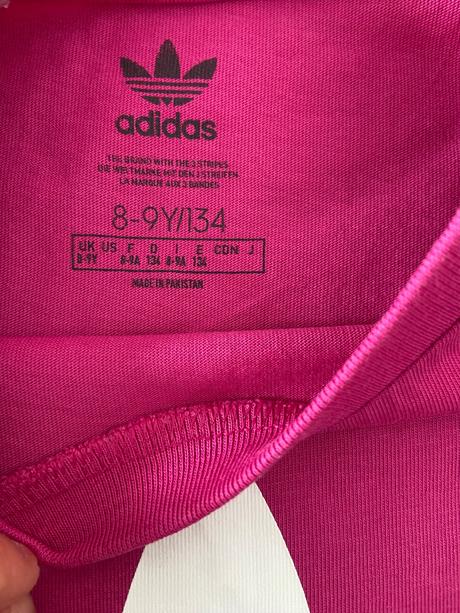 adidas
THE BRAND WITH THE 3 STRIPES
DIE WELTMARKE MIT DEN 3 STREIFEN
LA MARQUE AUX 3 BANDES
8-9Y/134
UK US F D I E CDN J
8-9Y 8-9A 134 8-9A 134
MADE IN PAKISTAN